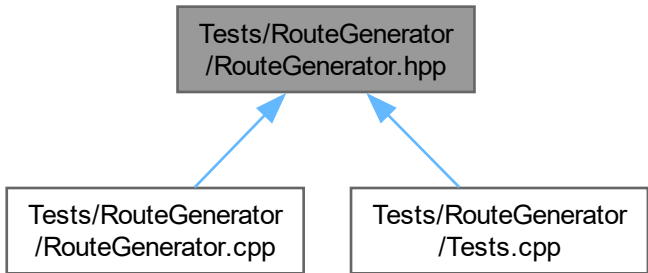 Tests/RouteGenerator
/RouteGenerator.hpp
Tests/RouteGenerator
/RouteGenerator.cpp
Tests/RouteGenerator
/Tests.cpp